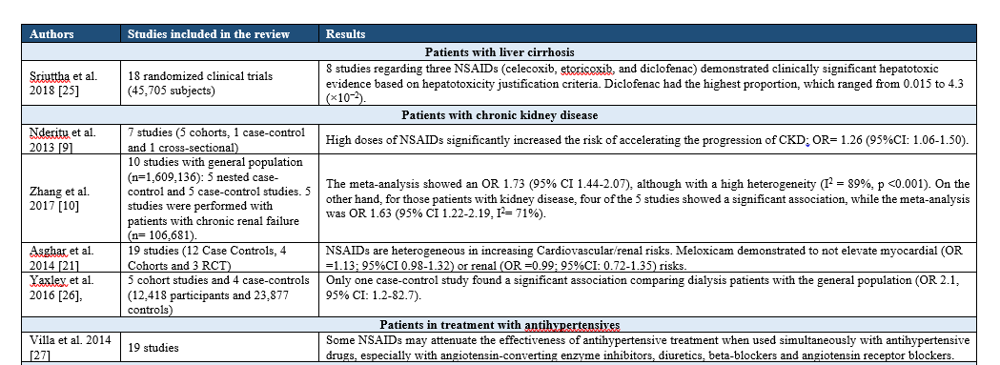 Authors Studies included in the review Results
Patients with liver cirrhosis
Sriuttha et al.
2018 [25]
18 randomized clinical trials
(45,705 subjects)
8 studies regarding three NSAIDs (celecoxib, etoricoxib, and diclofenac) demonstrated clinically significant hepatotoxic
evidence based on hepatotoxicity justification criteria. Diclofenac had the highest proportion, which ranged from 0.015 to 4.3
(×10⁻²).
Patients with chronic kidney disease
Nderitu et al.
2013 [9]
7 studies (5 cohorts, 1 case-control
and 1 cross-sectional)
High doses of NSAIDs significantly increased the risk of accelerating the progression of CKD; OR= 1.26 (95%CI: 1.06-1.50).
Zhang et al.
2017 [10]
10 studies with general population
(n=1,609,136): 5 nested case-
control and 5 case-control studies. 5
studies were performed with
patients with chronic renal failure
(n= 106,681).
The meta-analysis showed an OR 1.73 (95% CI 1.44-2.07), although with a high heterogeneity (I² = 89%, p <0.001). On the
other hand, for those patients with kidney disease, four of the 5 studies showed a significant association, while the meta-analysis
was OR 1.63 (95% CI 1.22-2.19, I²= 71%).
Asghar et al.
2014 [21]
19 studies (12 Case Controls, 4
Cohorts and 3 RCT)
NSAIDs are heterogeneous in increasing Cardiovascular/renal risks. Meloxicam demonstrated to not elevate myocardial (OR
=1.13; 95%CI 0.98-1.32) or renal (OR =0.99; 95%CI: 0.72-1.35) risks.
Yaxley et al.
2016 [26],
5 cohort studies and 4 case-controls
(12,418 participants and 23,877
controls)
Only one case-control study found a significant association comparing dialysis patients with the general population (OR 2.1,
95% CI: 1.2-82.7).
Patients in treatment with antihypertensives
Villa et al. 2014
[27]
19 studies
Some NSAIDs may attenuate the effectiveness of antihypertensive treatment when used simultaneously with antihypertensive
drugs, especially with angiotensin-converting enzyme inhibitors, diuretics, beta-blockers and angiotensin receptor blockers.